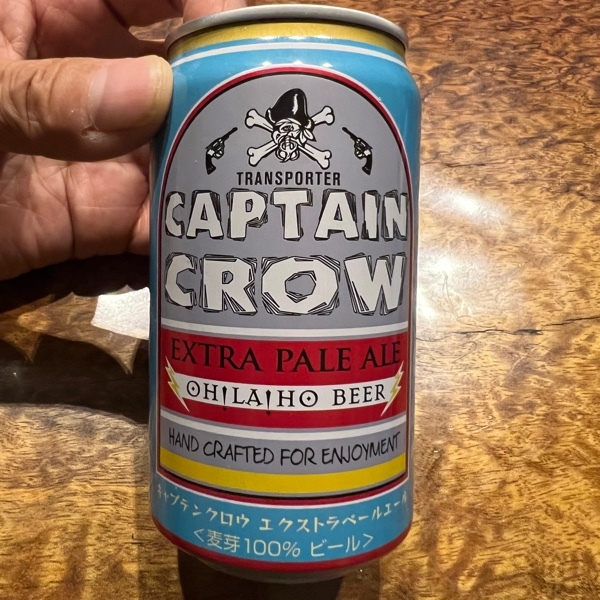 TRANSPORTER
CAPTAIN
CROW
EXTRA PALE ALE
OH!LA!HO BEER
HAND CRAFTED FOR ENJOYMENT
キャプテンクロウ エクストラペールエール
<麦芽100% ビール>